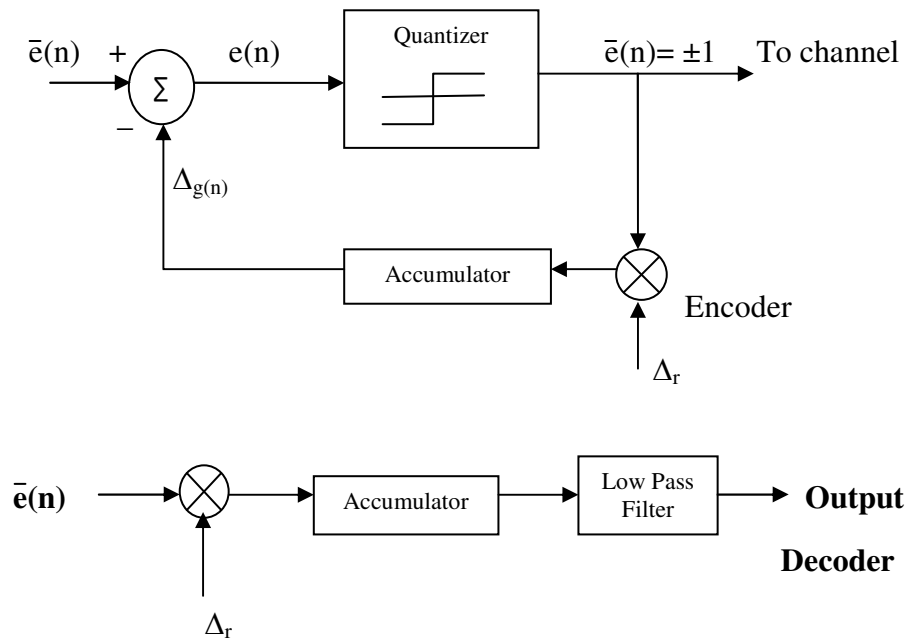 Quantizer
ē(n) + e(n) ē(n)= ±1 To channel
Σ
−
Δg(n)
Accumulator
Encoder
Δr
ē(n) Accumulator Low Pass Filter Output
Decoder
Δr